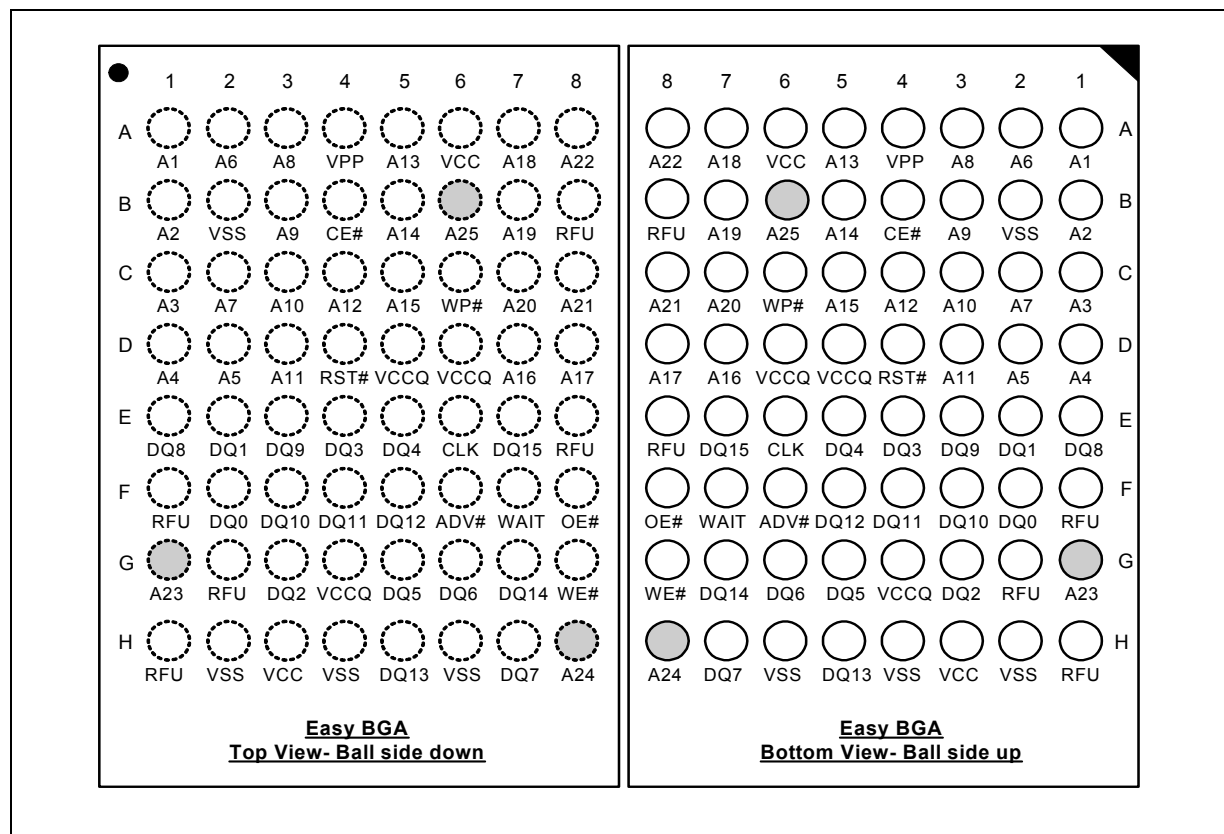 1 2 3 4 5 6 7 8
A
A1 A6 A8 VPP A13 VCC A18 A22
B
A2 VSS A9 CE# A14 A25 A19 RFU
C
A3 A7 A10 A12 A15 WP# A20 A21
D
A4 A5 A11 RST# VCCQ VCCQ A16 A17
E
DQ8 DQ1 DQ9 DQ3 DQ4 CLK DQ15 RFU
F
RFU DQ0 DQ10 DQ11 DQ12 ADV# WAIT OE#
G
A23 RFU DQ2 VCCQ DQ5 DQ6 DQ14 WE#
H
RFU VSS VCC VSS DQ13 VSS DQ7 A24
Easy BGA
Top View- Ball side down
8 7 6 5 4 3 2 1
A
A22 A18 VCC A13 VPP A8 A6 A1
B
RFU A19 A25 A14 CE# A9 VSS A2
C
A21 A20 WP# A15 A12 A10 A7 A3
D
A17 A16 VCCQ VCCQ RST# A11 A5 A4
E
RFU DQ15 CLK DQ4 DQ3 DQ9 DQ1 DQ8
F
OE# WAIT ADV# DQ12 DQ11 DQ10 DQ0 RFU
G
WE# DQ14 DQ6 DQ5 VCCQ DQ2 RFU A23
H
A24 DQ7 VSS DQ13 VSS VCC VSS RFU
Easy BGA
Bottom View- Ball side up